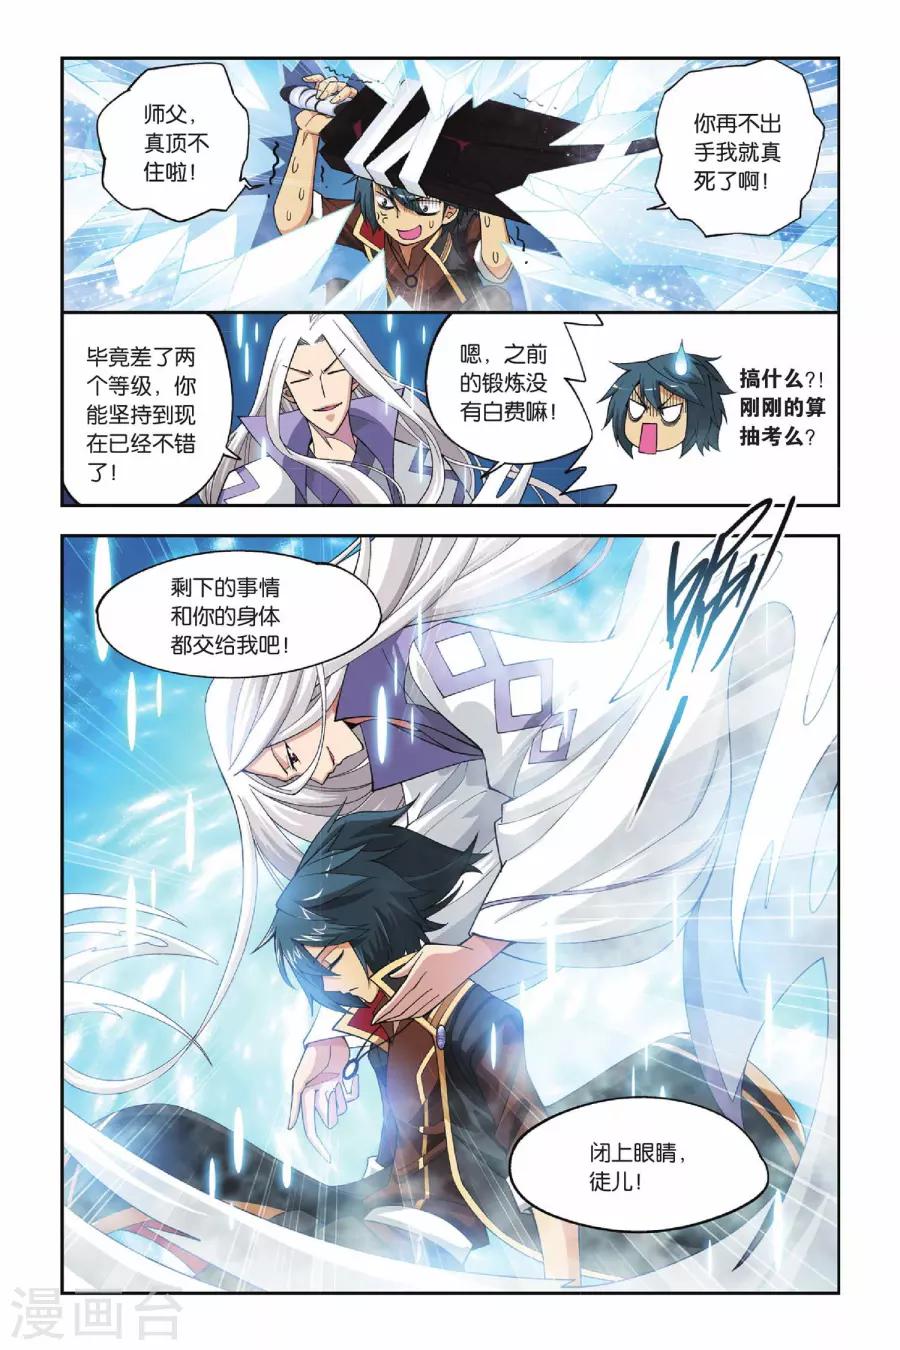 师父，
真顶不
住啦！
你再不出
手我就真
死了啊！
毕竟差了两
个等级，你
能坚持到现
在已经不错
了！
嗯，之前
的锻炼没
有白费嘛！
搞什么？！
刚刚的算
抽考么？
剩下的事情
和你的身体
都交给我吧！
闭上眼睛，
徒儿！
漫画台